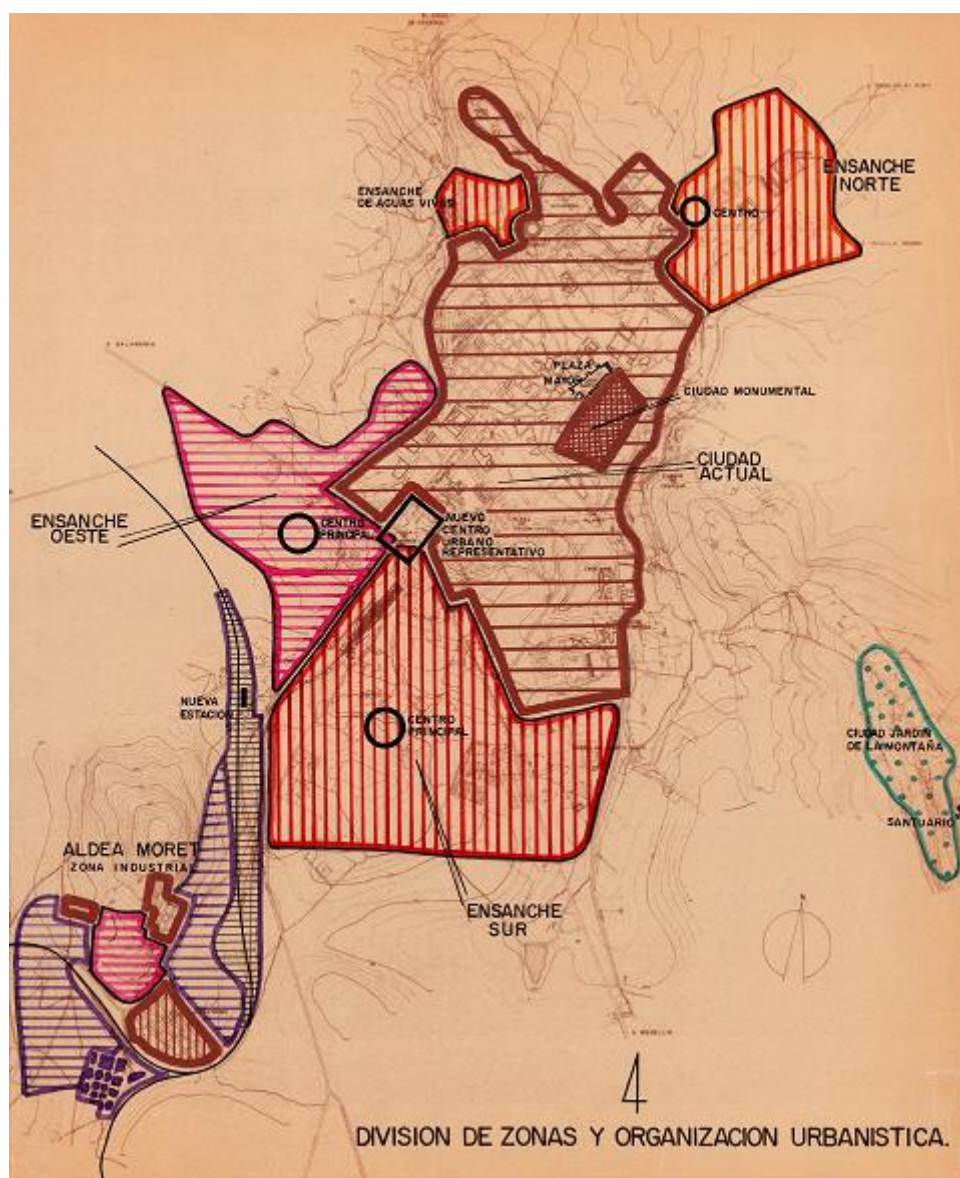 ENSANCHE
NORTE
ENSANCHE
DE AGUAS VIVAS
CENTRO
PLAZA
MAYOR
CIUDAD MONUMENTAL
CIUDAD
ACTUAL
ENSANCHE
OESTE
CENTRO
PRINCIPAL
NUEVO
CENTRO
URBANO
REPRESENTATIVO
NUEVA
ESTACION
CENTRO
PRINCIPAL
CIUDAD JARDIN
DE LA MONTAÑA
SANTUARIO
ALDEA MORET
ZONA INDUSTRIAL
ENSANCHE
SUR
N
4
DIVISION DE ZONAS Y ORGANIZACION URBANISTICA.